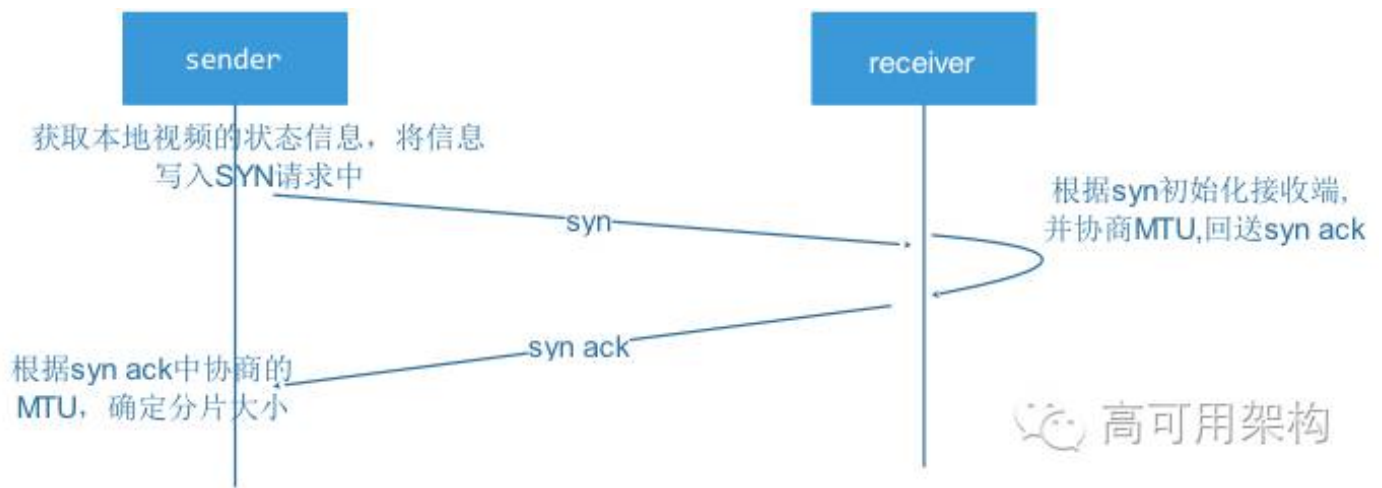 sender
receiver
获取本地视频的状态信息，将信息
写入SYN请求中
syn
根据syn初始化接收端,
并协商MTU,回送syn ack
syn ack
根据syn ack中协商的
MTU，确定分片大小
高可用架构